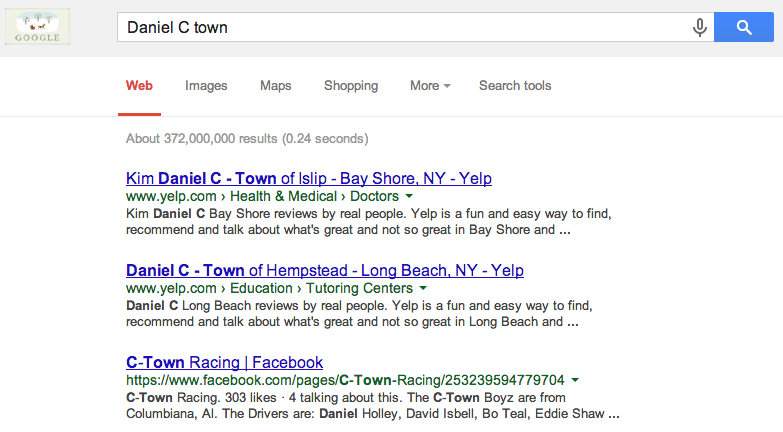 GOOGLE
Daniel C town
Web Images Maps Shopping More Search tools
About 372,000,000 results (0.24 seconds)
Kim Daniel C - Town of Islip - Bay Shore, NY - Yelp
www.yelp.com › Health & Medical › Doctors
Kim Daniel C Bay Shore reviews by real people. Yelp is a fun and easy way to find,
recommend and talk about what's great and not so great in Bay Shore and ...
Daniel C - Town of Hempstead - Long Beach, NY - Yelp
www.yelp.com › Education › Tutoring Centers
Daniel C Long Beach reviews by real people. Yelp is a fun and easy way to find,
recommend and talk about what's great and not so great in Long Beach and ...
C-Town Racing | Facebook
https://www.facebook.com/pages/C-Town-Racing/253239594779704
C-Town Racing. 303 likes · 4 talking about this. The C-Town Boyz are from
Columbiana, Al. The Drivers are: Daniel Holley, David Isbell, Bo Teal, Eddie Shaw ...